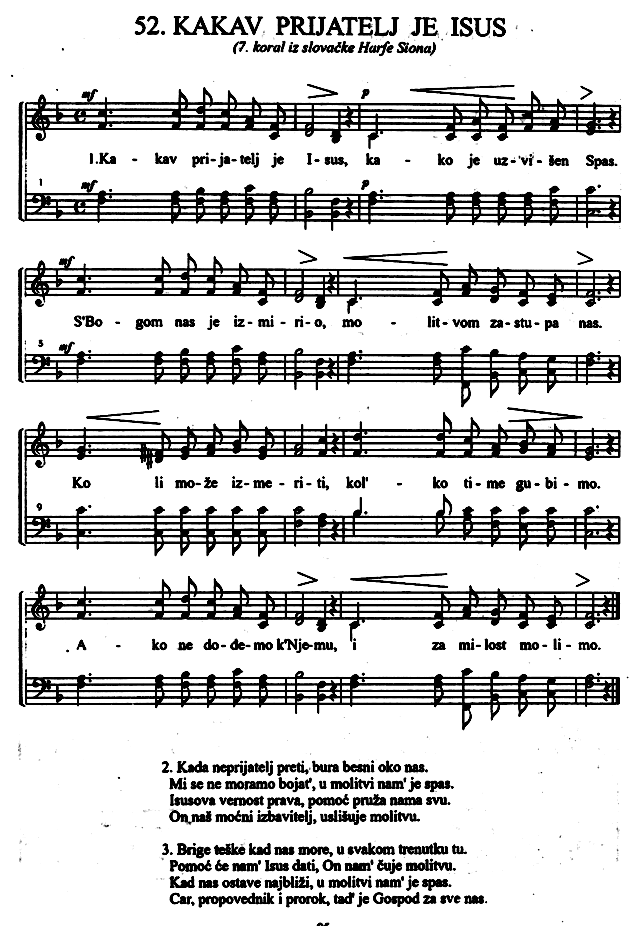 52. KAKAV PRIJATELJ JE ISUS
(7. koral iz slovačke Harfe Siona)
mf p
1.Ka - kav pri-ja-telj je I-sus, ka - ko je uz-vi-šen Spas.
1 mf p
mf
S'Bo - gom nas je iz-mi-ri-o, mo - lit-vom za-stu-pa nas.
5 mf
Ko li mo-že iz-me-ri-ti, kol'- ko ti-me gu-bi-mo.
9
A - ko ne do-đe-mo k'Nje-mu, i za mi-lost mo-li-mo.
2. Kada neprijatelj preti, bura besni oko nas.
Mi se ne moramo bojat', u molitvi nam' je spas.
Isusova vernost prava, pomoć pruža nama svu.
On naš moćni izbavitelj, uslišuje molitvu.
3. Brige teške kad nas more, u svakom trenutku tu.
Pomoć će nam' Isus dati, On nam' čuje molitvu.
Kad nas ostave najbliži, u molitvi nam' je spas.
Car, propovednik i prorok, tad' je Gospod za sve nas.